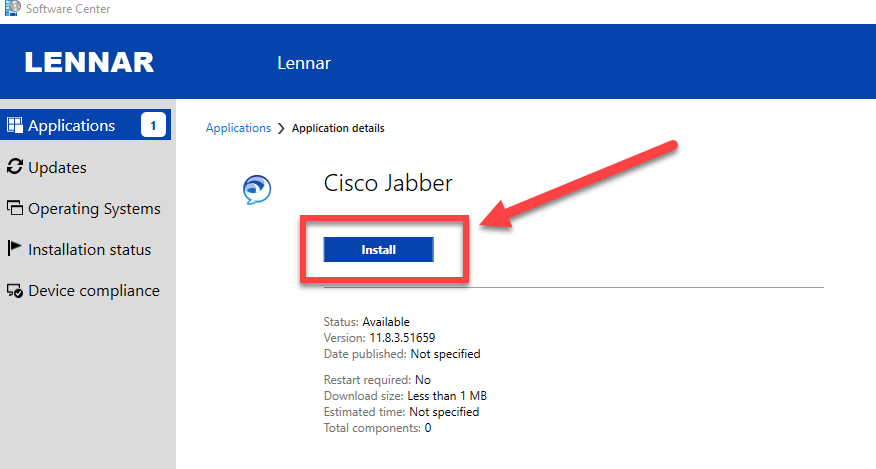 Software Center
LENNAR
Lennar
Applications 1
Updates
Operating Systems
Installation status
Device compliance
Applications > Application details
Cisco Jabber
Install
Status: Available
Version: 11.8.3.51659
Date published: Not specified
Restart required: No
Download size: Less than 1 MB
Estimated time: Not specified
Total components: 0